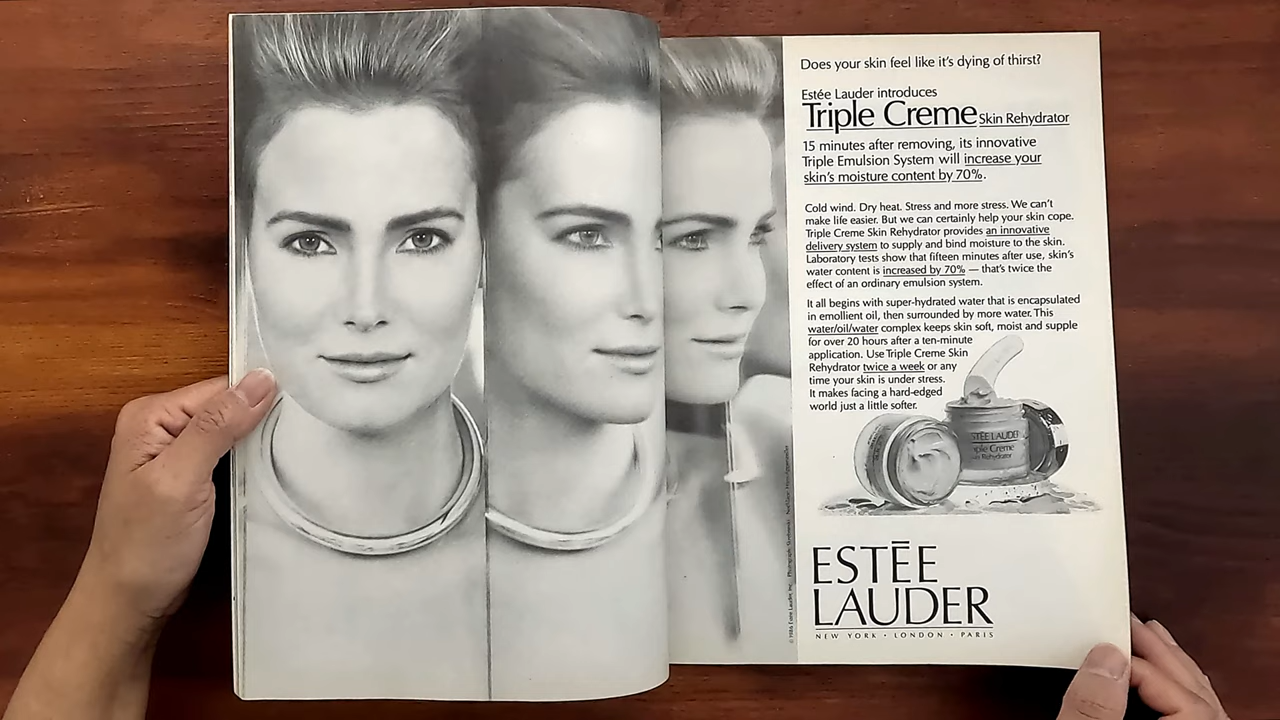 Does your skin feel like it's dying of thirst?
Estée Lauder introduces
Triple Creme Skin Rehydrator
15 minutes after removing, its innovative
Triple Emulsion System will increase your
skin's moisture content by 70%.
Cold wind. Dry heat. Stress and more stress. We can't
make life easier. But we can certainly help your skin cope.
Triple Creme Skin Rehydrator provides an innovative
delivery system to supply and bind moisture to the skin.
Laboratory tests show that fifteen minutes after use, skin's
water content is increased by 70% — that's twice the
effect of an ordinary emulsion system.
It all begins with super-hydrated water that is encapsulated
in emollient oil, then surrounded by more water. This
water/oil/water complex keeps skin soft, moist and supple
for over 20 hours after a ten-minute
application. Use Triple Creme Skin
Rehydrator twice a week or any
time your skin is under stress.
It makes facing a hard-edged
world just a little softer.
STĒE LAUDER
iple Creme
in Rehydrator
ESTĒE
LAUDER
NEW YORK • LONDON • PARIS
© 1986 Estee Lauder, Inc. Photograph: